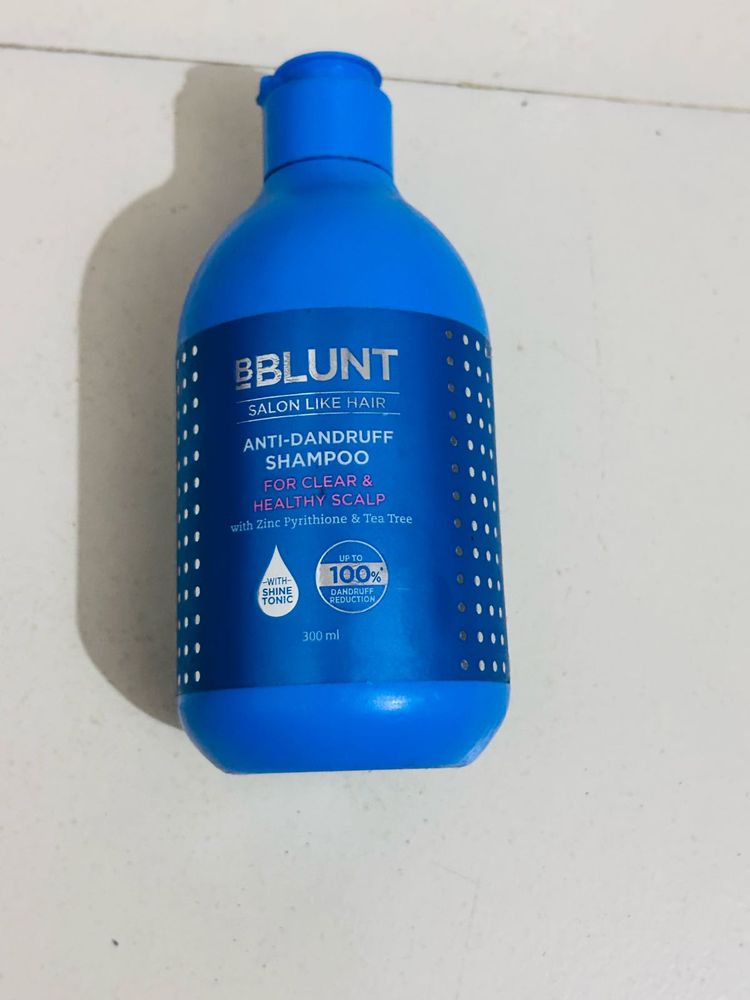 BBLUNT
SALON LIKE HAIR
ANTI-DANDRUFF
SHAMPOO
FOR CLEAR &
HEALTHY SCALP
with Zinc Pyrithione & Tea Tree
-WITH-
SHINE
TONIC
UP TO
100%*
DANDRUFF
REDUCTION
300 ml